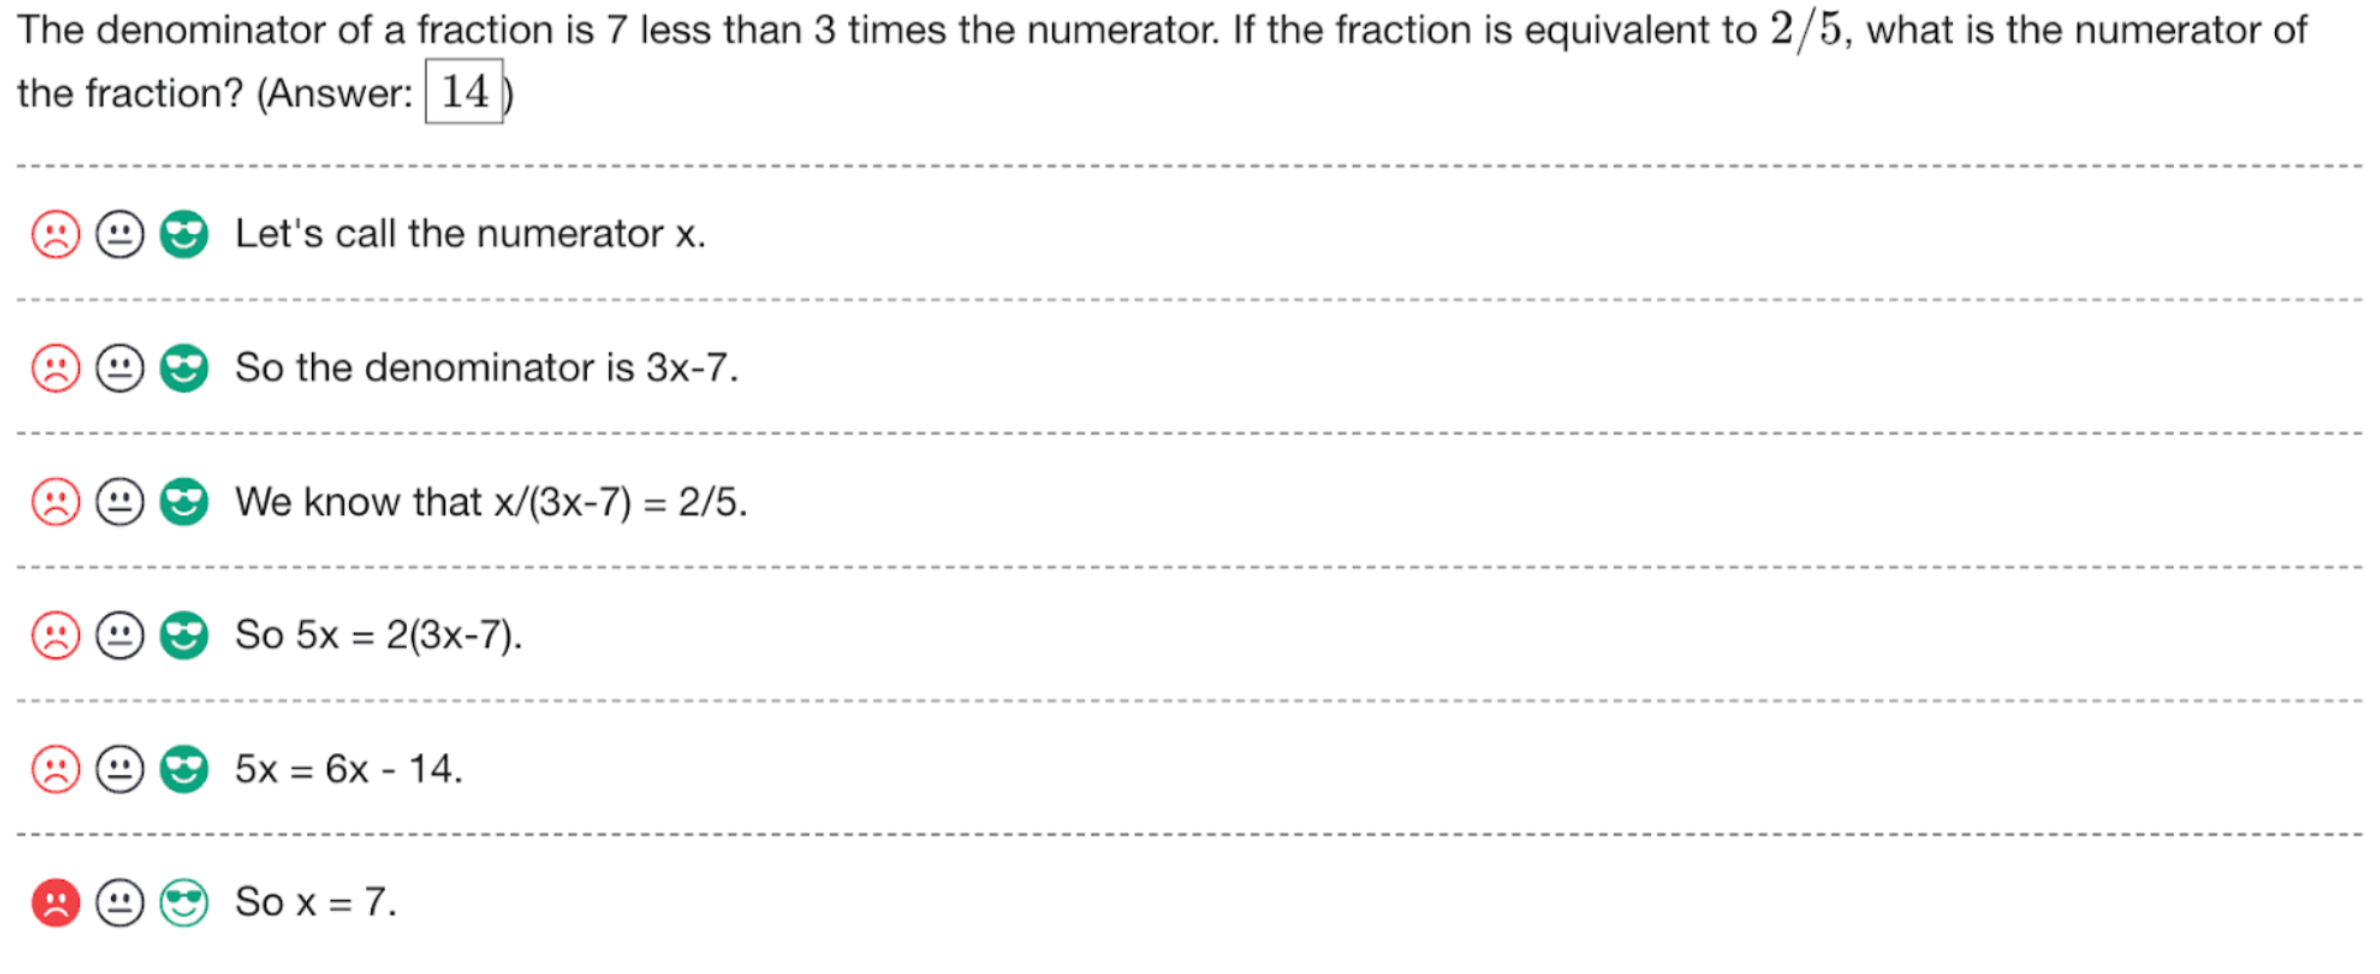 The denominator of a fraction is 7 less than 3 times the numerator. If the fraction is equivalent to 2/5, what is the numerator of
the fraction? (Answer: 14)
Let's call the numerator x.
So the denominator is 3x-7.
We know that x/(3x-7) = 2/5.
So 5x = 2(3x-7).
5x = 6x - 14.
So x = 7.